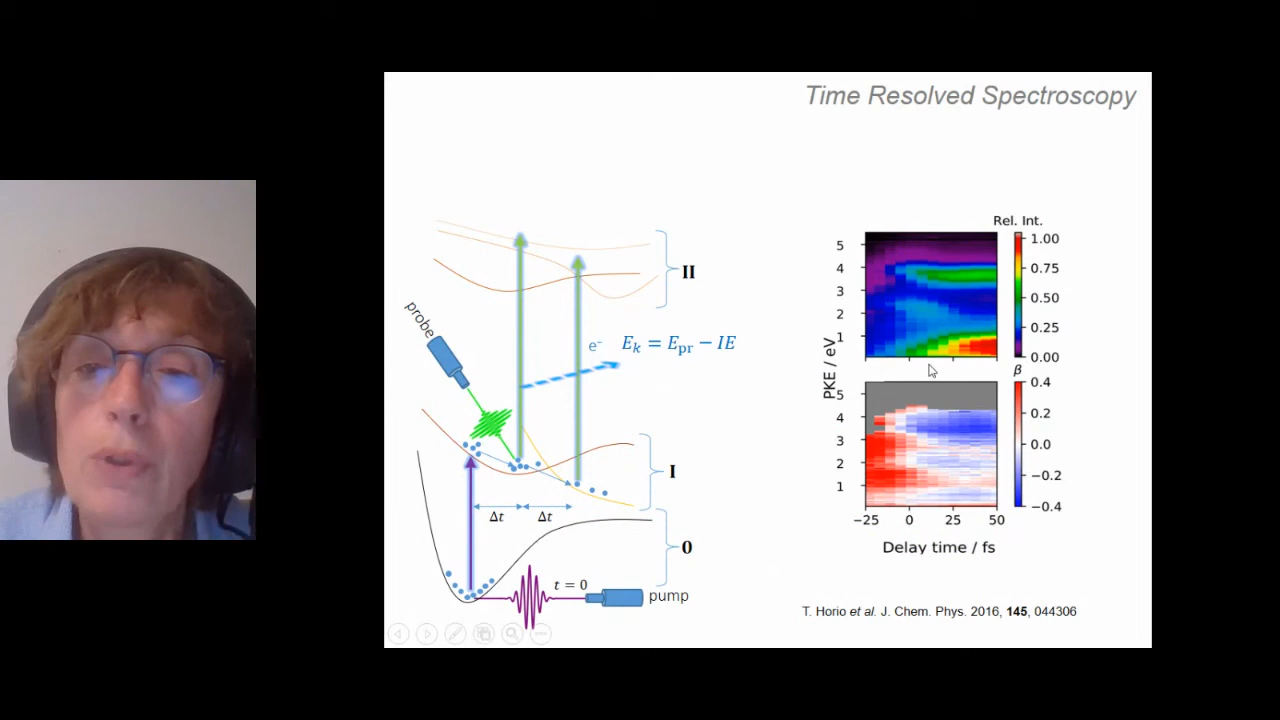 Time Resolved Spectroscopy
II
probe
e⁻ E_k = E_pr − IE
I
Δt Δt
0
t = 0
pump
Rel. Int.
5
4
3
2
1
1.00
0.75
0.50
0.25
0.00
PKE / eV
β
5
4
3
2
1
0.4
0.2
0.0
−0.2
−0.4
−25 0 25 50
Delay time / fs
T. Horio et al. J. Chem. Phys. 2016, 145, 044306